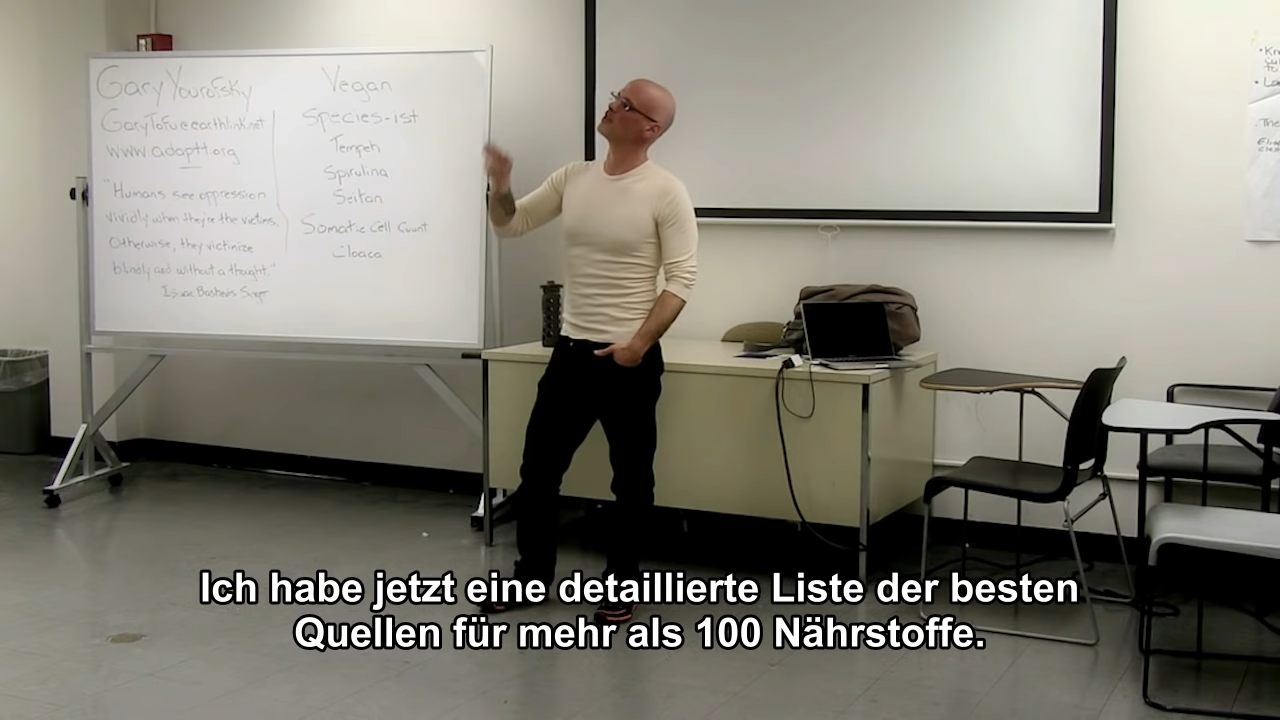 Gary Yourofsky
GaryTofu@earthlink.net
www.adaptt.org
"Humans see oppression
vividly when they're the victims.
Otherwise, they victimize
blindly and without a thought."
Isaac Bashevis Singer
Vegan
Species-ist
Tempeh
Spirulina
Seitan
Somatic Cell Count
Cloaca
Ich habe jetzt eine detaillierte Liste der besten
Quellen für mehr als 100 Nährstoffe.